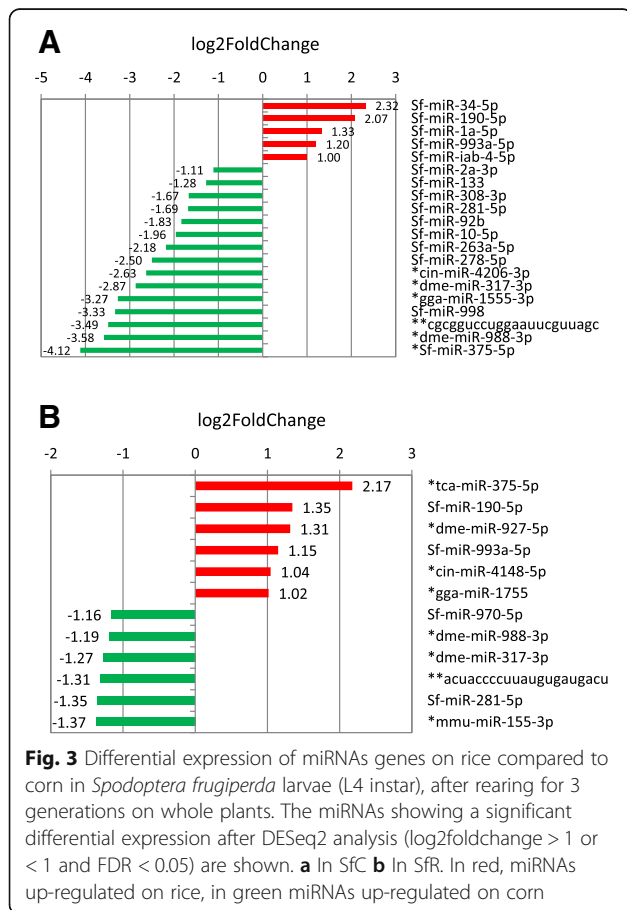 A
log2FoldChange
-5 -4 -3 -2 -1 0 1 2 3
2.32 Sf-miR-34-5p
2.07 Sf-miR-190-5p
1.33 Sf-miR-1a-5p
1.20 Sf-miR-993a-5p
1.00 Sf-miR-iab-4-5p
-1.11 Sf-miR-2a-3p
-1.28 Sf-miR-133
-1.67 Sf-miR-308-3p
-1.69 Sf-miR-281-5p
-1.83 Sf-miR-92b
-1.96 Sf-miR-10-5p
-2.18 Sf-miR-263a-5p
-2.50 Sf-miR-278-5p
-2.63 *cin-miR-4206-3p
-2.87 *dme-miR-317-3p
-3.27 *gga-miR-1555-3p
-3.33 Sf-miR-998
-3.49 **cgcgguccuggaauucguuagc
-3.58 *dme-miR-988-3p
-4.12 *Sf-miR-375-5p
B
log2FoldChange
-2 -1 0 1 2 3
2.17 *tca-miR-375-5p
1.35 Sf-miR-190-5p
1.31 *dme-miR-927-5p
1.15 Sf-miR-993a-5p
1.04 *cin-miR-4148-5p
1.02 *gga-miR-1755
-1.16 Sf-miR-970-5p
-1.19 *dme-miR-988-3p
-1.27 *dme-miR-317-3p
-1.31 **acuaccccuuaugugaugacu
-1.35 Sf-miR-281-5p
-1.37 *mmu-miR-155-3p
Fig. 3 Differential expression of miRNAs genes on rice compared to
corn in Spodoptera frugiperda larvae (L4 instar), after rearing for 3
generations on whole plants. The miRNAs showing a significant
differential expression after DESeq2 analysis (log2foldchange > 1 or
< 1 and FDR < 0.05) are shown. a In SfC b In SfR. In red, miRNAs
up-regulated on rice, in green miRNAs up-regulated on corn